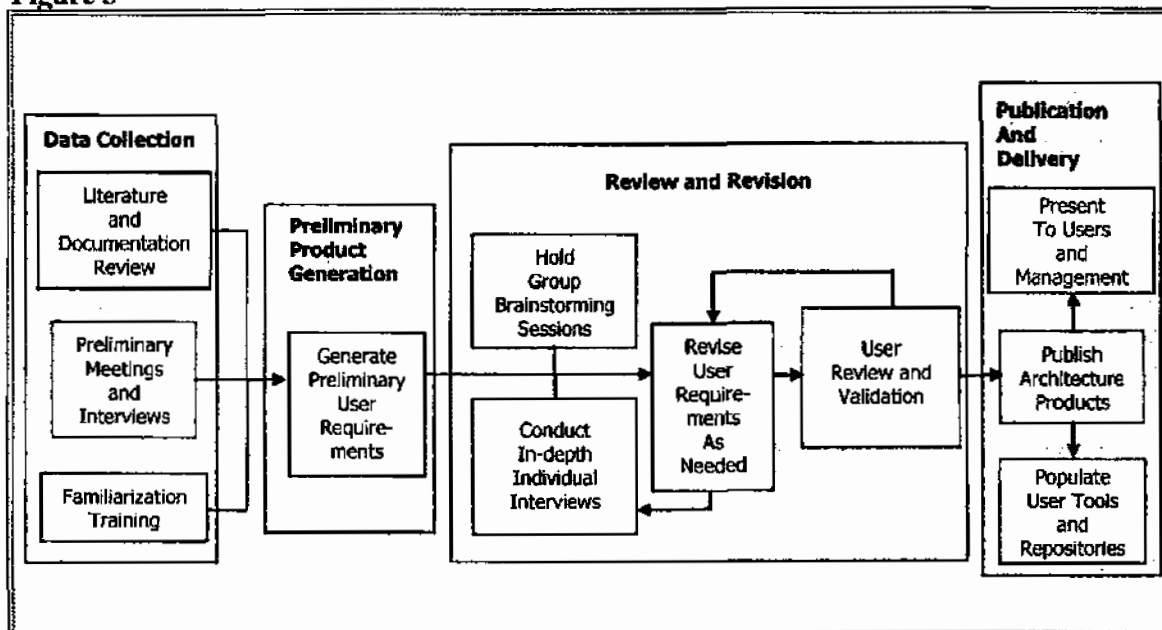 Data Collection
Literature
and
Documentation
Review
Preliminary
Meetings
and
Interviews
Familiarization
Training
Preliminary
Product
Generation
Generate
Preliminary
User
Require-
ments
Review and Revision
Hold
Group
Brainstorming
Sessions
Conduct
In-depth
Individual
Interviews
Revise
User
Require-
ments
As
Needed
User
Review and
Validation
Publication
And
Delivery
Present
To Users
and
Management
Publish
Architecture
Products
Populate
User Tools
and
Repositories